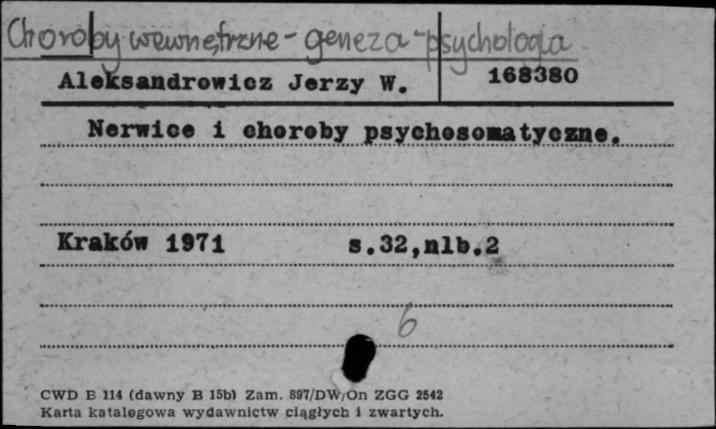 Choroby wewnętrzne - geneza - psychologia
Aleksandrowicz Jerzy W. 168380
Nerwice i choroby psychosomatyczne.
Kraków 1971 s.32,nlb.2
6
CWD E 114 (dawny B 15b) Zam. 897/DW/On ZGG 2542
Karta katalogowa wydawnictw ciągłych i zwartych.